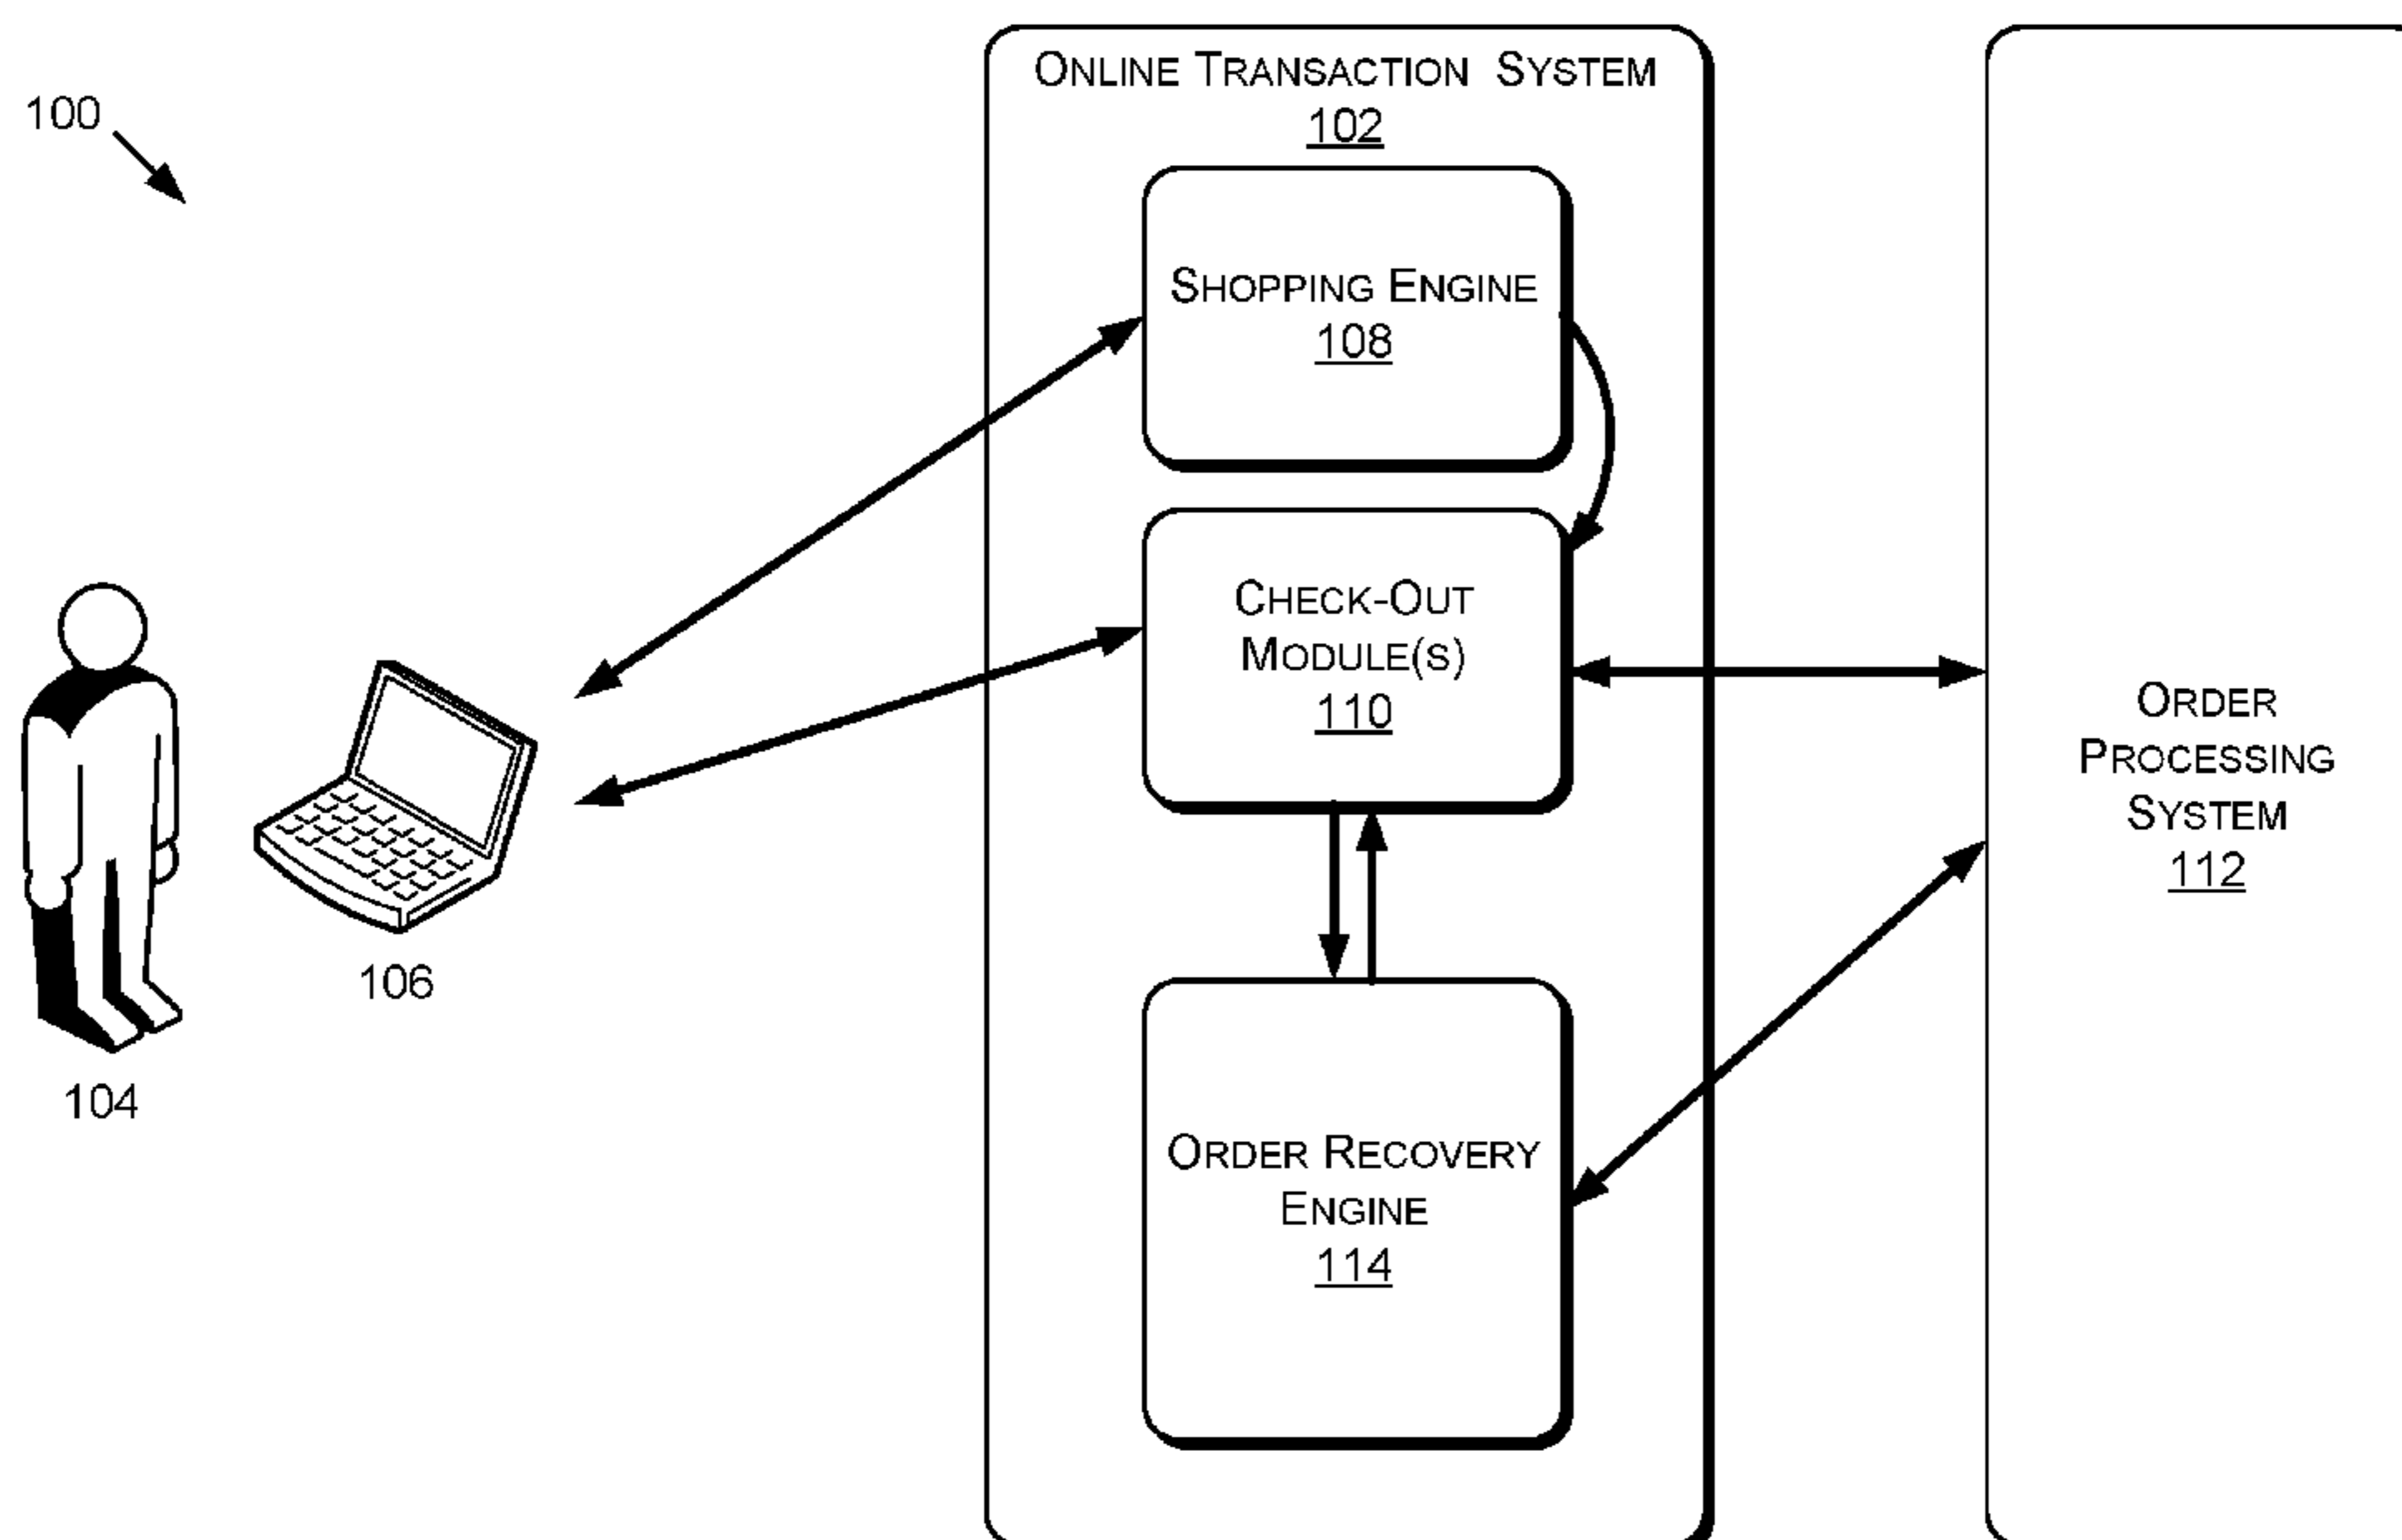 100
ONLINE TRANSACTION SYSTEM
102
SHOPPING ENGINE
108
CHECK-OUT
MODULE(S)
110
ORDER
PROCESSING
SYSTEM
112
106
104
ORDER RECOVERY
ENGINE
114